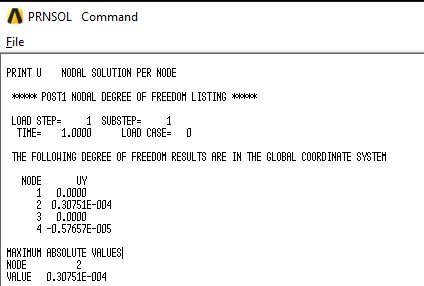 PRNSOL Command
File
PRINT U NODAL SOLUTION PER NODE
***** POST1 NODAL DEGREE OF FREEDOM LISTING *****
LOAD STEP= 1 SUBSTEP= 1
TIME= 1.0000 LOAD CASE= 0
THE FOLLOWING DEGREE OF FREEDOM RESULTS ARE IN THE GLOBAL COORDINATE SYSTEM
NODE UY
1 0.0000
2 0.30751E-004
3 0.0000
4 -0.57657E-005
MAXIMUM ABSOLUTE VALUES
NODE 2
VALUE 0.30751E-004